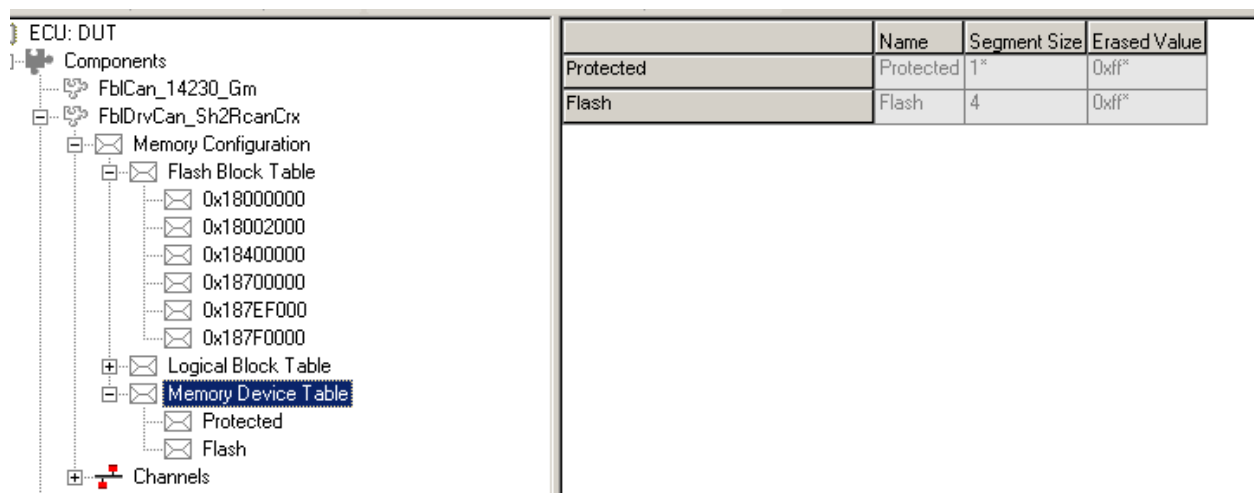 ECU: DUT
Components
FblCan_14230_Gm
FblDrvCan_Sh2RcanCrx
Memory Configuration
Flash Block Table
0x18000000
0x18002000
0x18400000
0x18700000
0x187EF000
0x187F0000
Logical Block Table
Memory Device Table
Protected
Flash
Channels
Name Segment Size Erased Value
Protected Protected 1* 0xff*
Flash Flash 4 0xff*